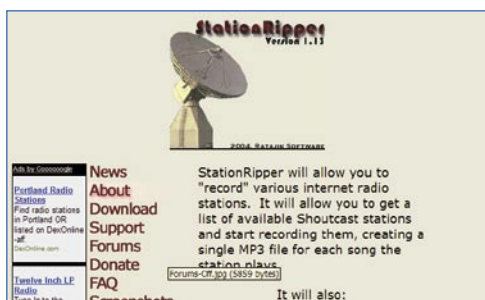 StationRipper
Version 1.13
2004, Ratajik Software
Ads by Goooooogle
Portland Radio
Stations
Find radio stations
in Portland OR
listed on DexOnline
-aff.
DexOnline.com
Twelve Inch LP
Radio
News
About
Download
Support
Forums
Donate
FAQ
Screenshots
StationRipper will allow you to
"record" various internet radio
stations. It will allow you to get a
list of available Shoutcast stations
and start recording them, creating a
single MP3 file for each song the
station plays.
Forums-Off.jpg (5859 bytes)
It will also: